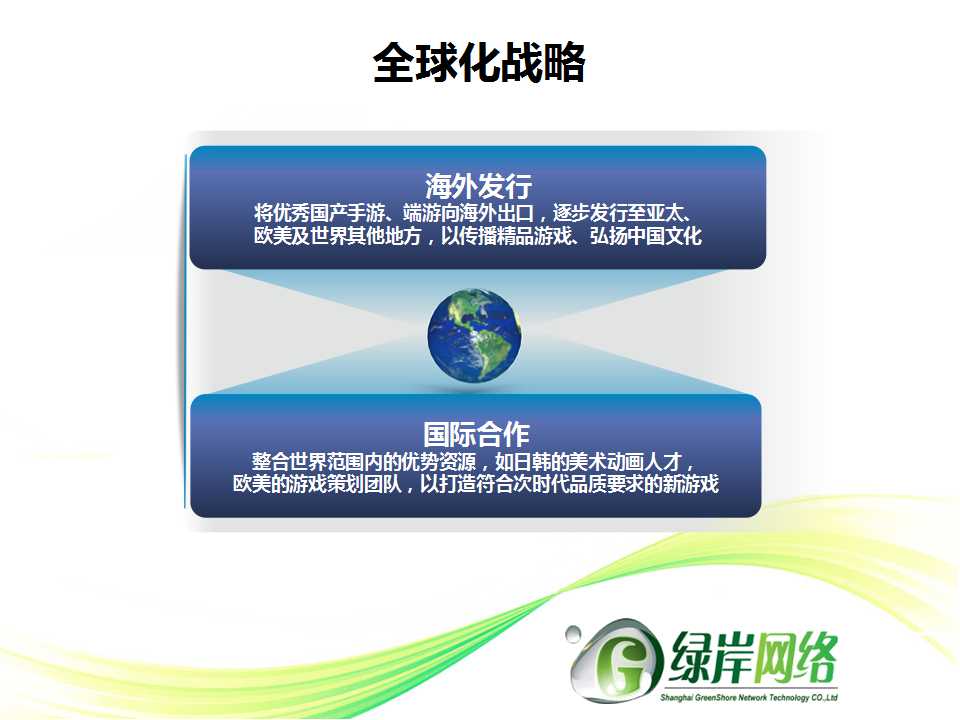 全球化战略
海外发行
将优秀国产手游、端游向海外出口，逐步发行至亚太、
欧美及世界其他地方，以传播精品游戏、弘扬中国文化
国际合作
整合世界范围内的优势资源，如日韩的美术动画人才，
欧美的游戏策划团队，以打造符合次时代品质要求的新游戏
G 绿岸网络
Shanghai GreenShore Network Technology CO.,Ltd